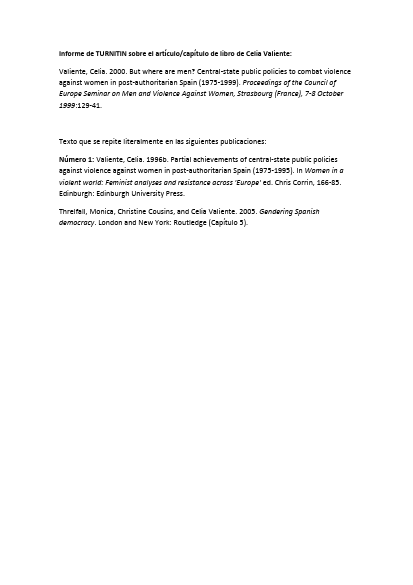 Informe de TURNITIN sobre el artículo/capítulo de libro de Celia Valiente:
Valiente, Celia. 2000. But where are men? Central-state public policies to combat violence
against women in post-authoritarian Spain (1975-1999). Proceedings of the Council of
Europe Seminar on Men and Violence Against Women, Strasbourg (France), 7-8 October
1999:129-41.
Texto que se repite literalmente en las siguientes publicaciones:
Número 1: Valiente, Celia. 1996b. Partial achievements of central-state public policies
against violence against women in post-authoritarian Spain (1975-1995). In Women in a
violent world: Feminist analyses and resistance across 'Europe' ed. Chris Corrin, 166-85.
Edinburgh: Edinburgh University Press.
Threlfall, Monica, Christine Cousins, and Celia Valiente. 2005. Gendering Spanish
democracy. London and New York: Routledge (Capítulo 5).